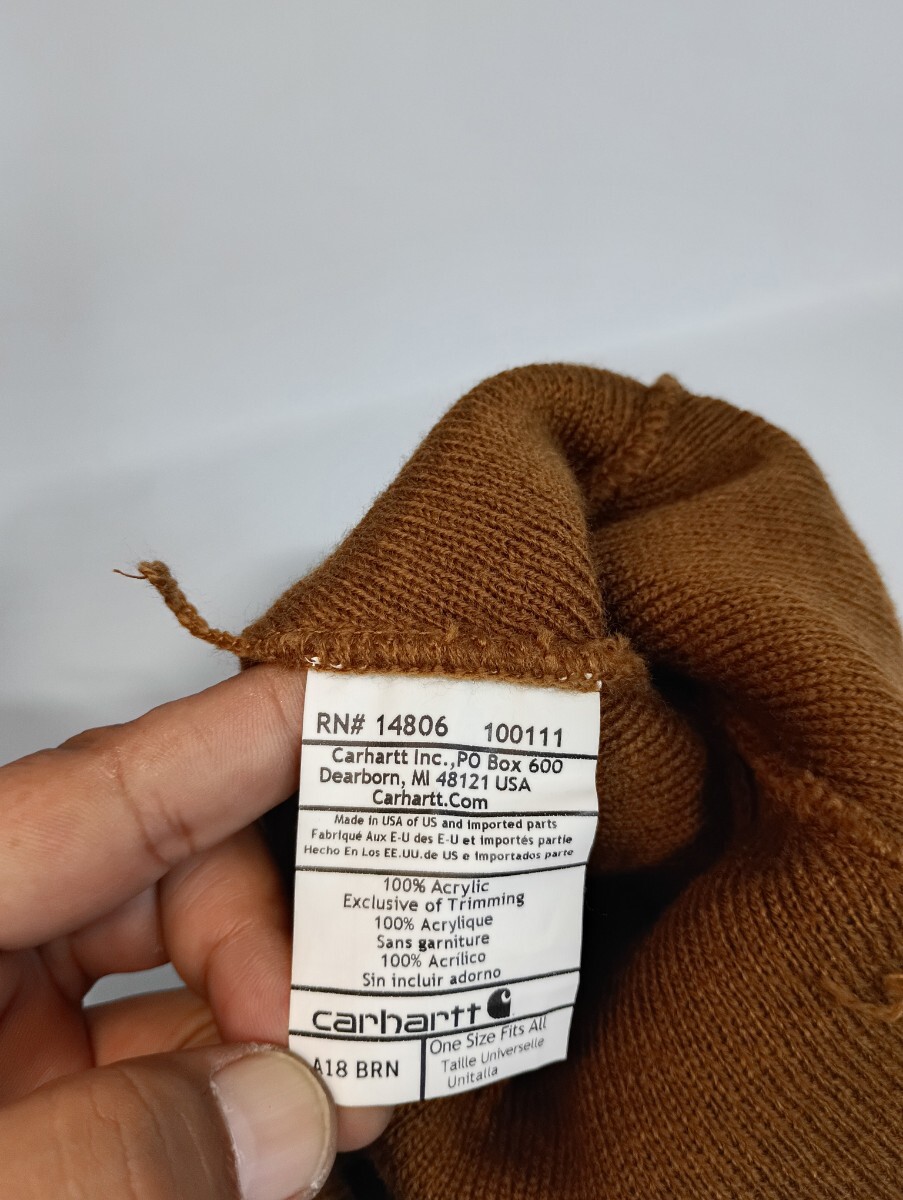 RN# 14806 100111
Carhartt Inc.,PO Box 600
Dearborn, MI 48121 USA
Carhartt.Com
Made in USA of US and Imported parts
Fabriqué Aux E-U des E-U et importés partie
Hecho En Los EE.UU.de US e Importados parte
100% Acrylic
Exclusive of Trimming
100% Acrylique
Sans garniture
100% Acrílico
Sin incluir adorno
carhartt
A18 BRN
One Size Fits All
Taille Universelle
Unitalla